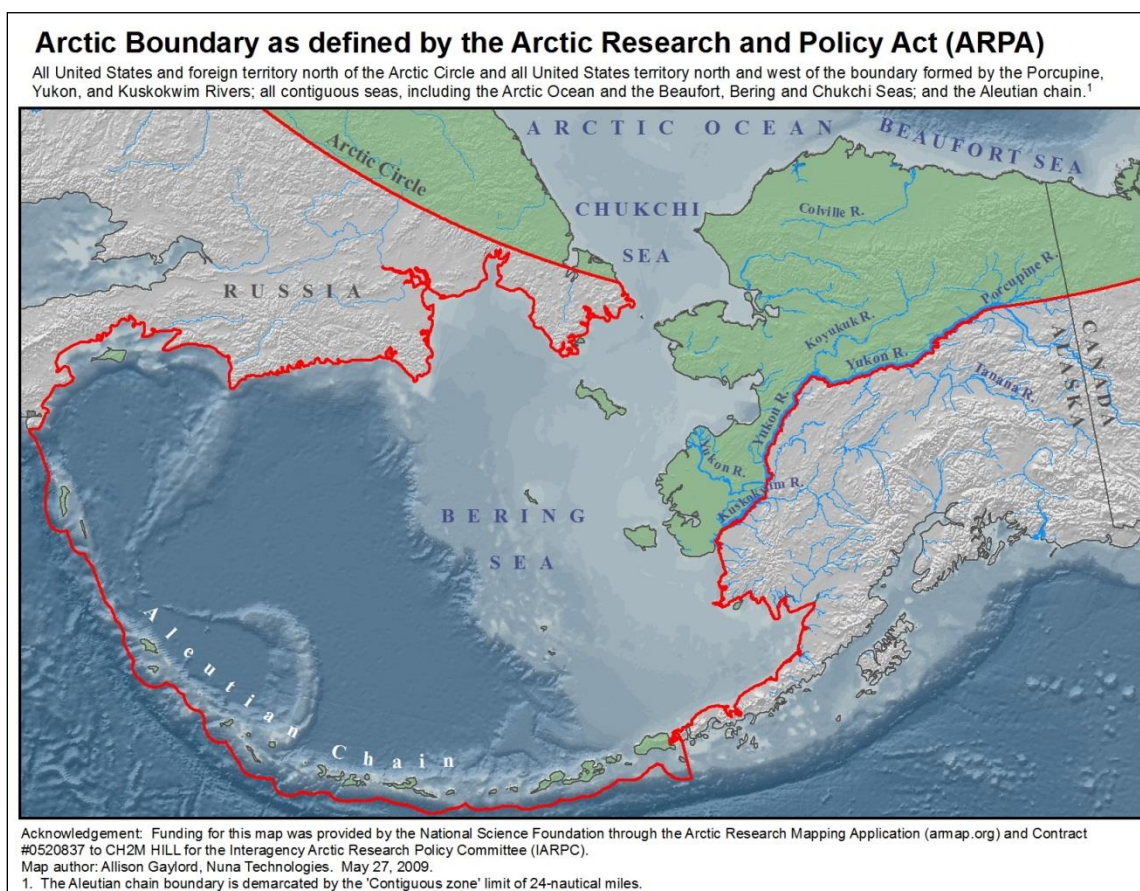 Arctic Boundary as defined by the Arctic Research and Policy Act (ARPA)
All United States and foreign territory north of the Arctic Circle and all United States territory north and west of the boundary formed by the Porcupine,
Yukon, and Kuskokwim Rivers; all contiguous seas, including the Arctic Ocean and the Beaufort, Bering and Chukchi Seas; and the Aleutian chain.¹
ARCTIC OCEAN
BEAUFORT SEA
Arctic Circle
CHUKCHI
SEA
Colville R.
RUSSIA
Porcupine R.
Koyukuk R.
Yukon R.
CANADA
ALASKA
Tanana R.
Yukon R.
Yukon R.
Kuskokwim R.
BERING
SEA
Aleutian
Chain
Acknowledgement: Funding for this map was provided by the National Science Foundation through the Arctic Research Mapping Application (armap.org) and Contract
#0520837 to CH2M HILL for the Interagency Arctic Research Policy Committee (IARPC).
Map author: Allison Gaylord, Nuna Technologies. May 27, 2009.
1. The Aleutian chain boundary is demarcated by the 'Contiguous zone' limit of 24-nautical miles.